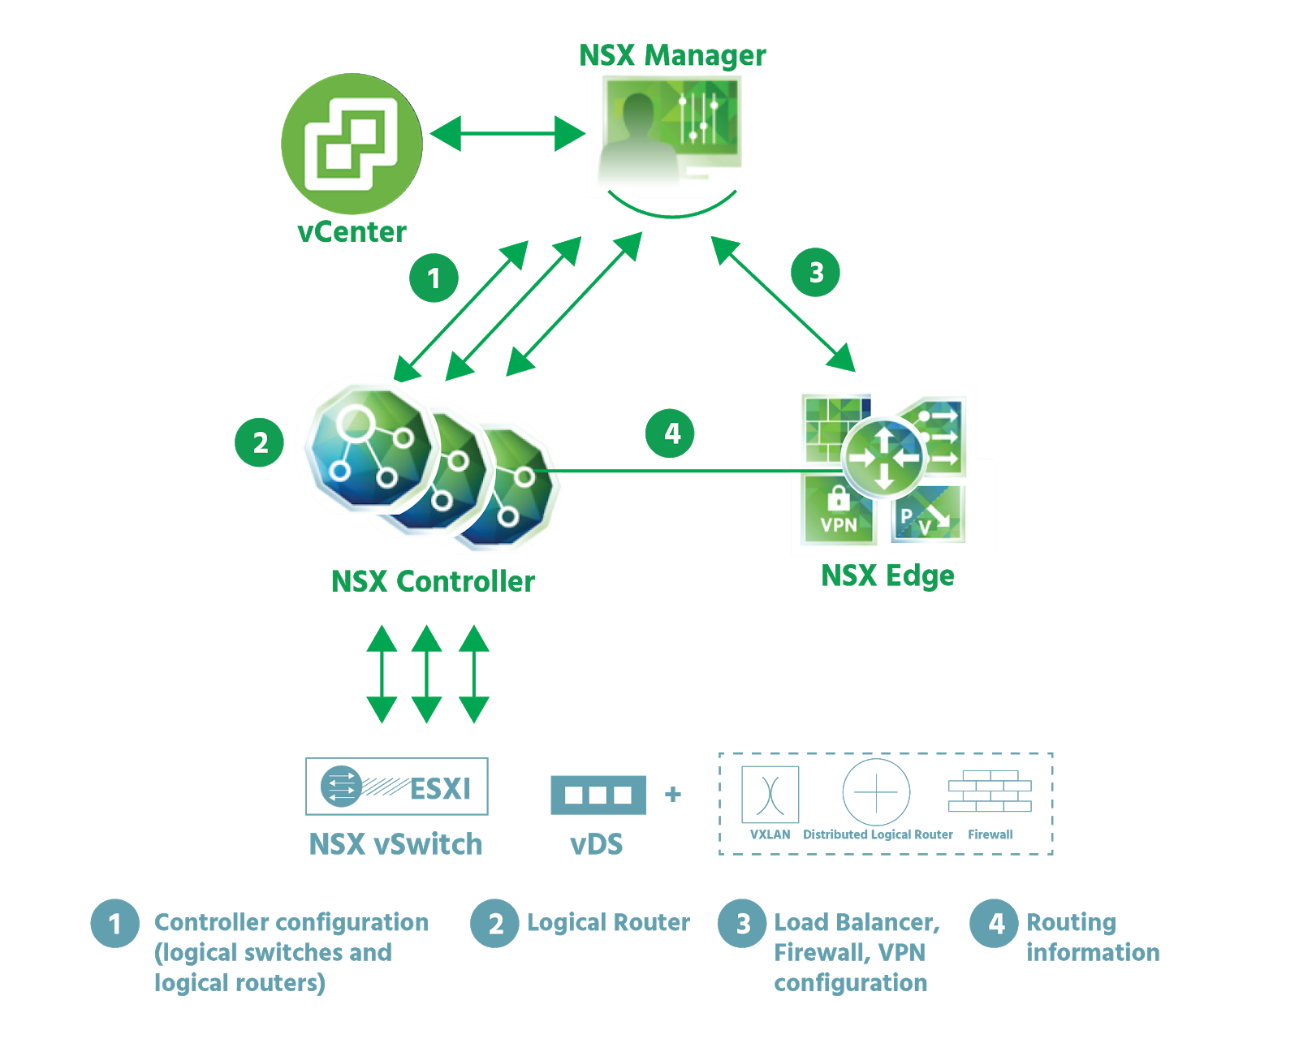 NSX Manager
vCenter
1
3
2
4
VPN
P
V
NSX Controller
NSX Edge
ESXI
NSX vSwitch
vDS
+
VXLAN
Distributed Logical Router
Firewall
1
Controller configuration
(logical switches and
logical routers)
2
Logical Router
3
Load Balancer,
Firewall, VPN
configuration
4
Routing
information